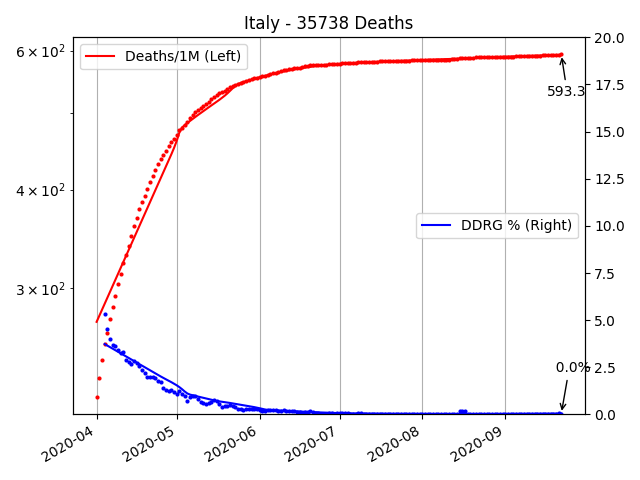 Italy - 35738 Deaths
6 × 10²
4 × 10²
3 × 10²
Deaths/1M (Left)
DDRG % (Right)
593.3
0.0%
20.0
17.5
15.0
12.5
10.0
7.5
5.0
2.5
0.0
2020-04
2020-05
2020-06
2020-07
2020-08
2020-09